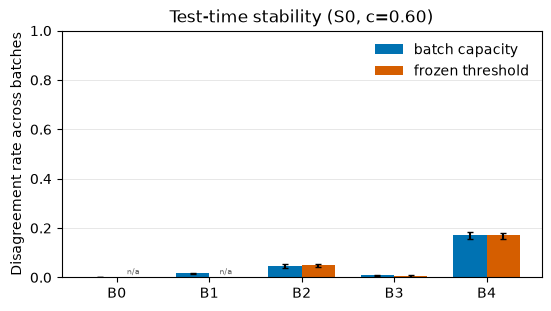 Test-time stability (S0, c=0.60)
Disagreement rate across batches
1.0
0.8
0.6
0.4
0.2
0.0
batch capacity
frozen threshold
n/a
n/a
B0
B1
B2
B3
B4